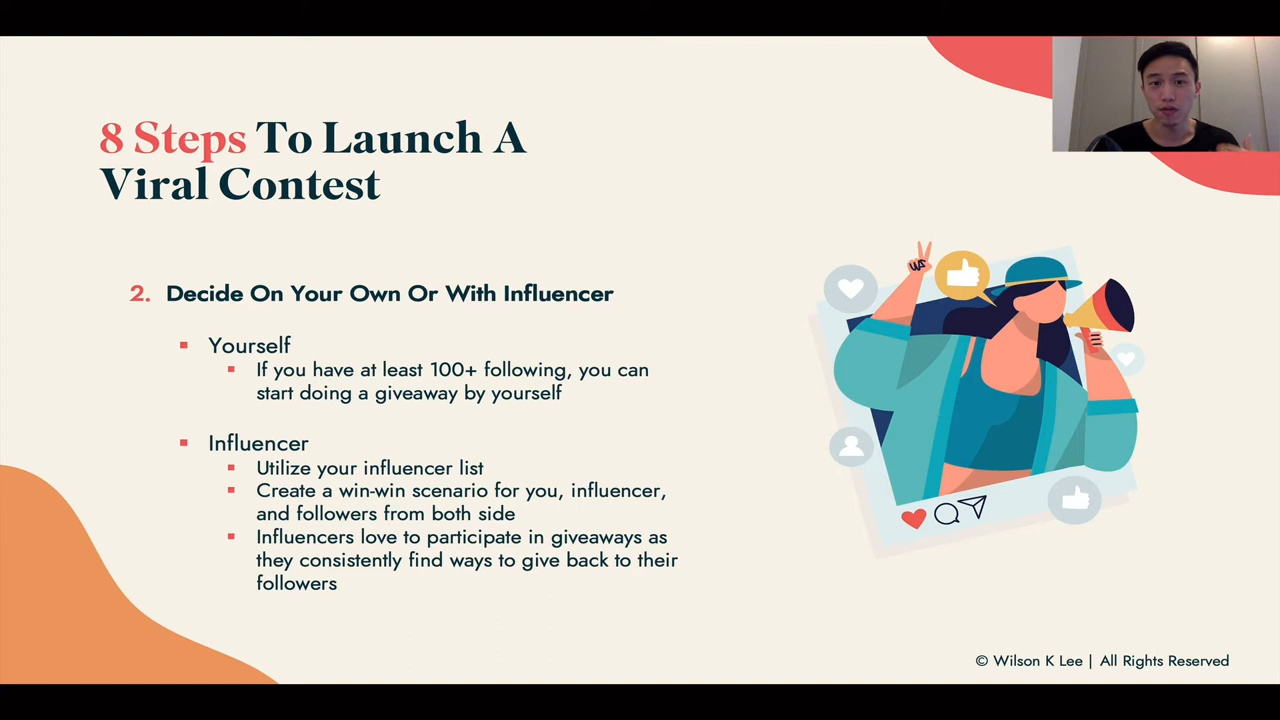 8 Steps To Launch A
Viral Contest
2. Decide On Your Own Or With Influencer
Yourself
If you have at least 100+ following, you can
start doing a giveaway by yourself
Influencer
Utilize your influencer list
Create a win-win scenario for you, influencer,
and followers from both side
Influencers love to participate in giveaways as
they consistently find ways to give back to their
followers
© Wilson K Lee | All Rights Reserved